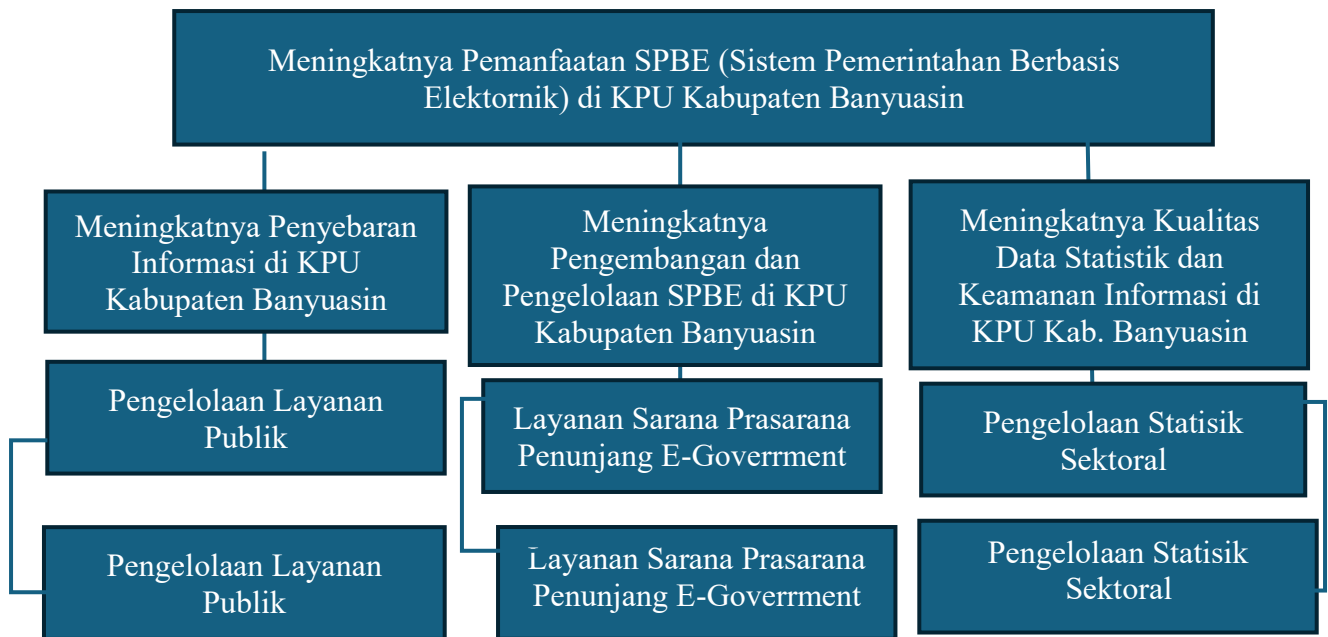 Meningkatnya Pemanfaatan SPBE (Sistem Pemerintahan Berbasis
Elektornik) di KPU Kabupaten Banyuasin
Meningkatnya Penyebaran
Informasi di KPU
Kabupaten Banyuasin
Meningkatnya
Pengembangan dan
Pengelolaan SPBE di KPU
Kabupaten Banyuasin
Meningkatnya Kualitas
Data Statistik dan
Keamanan Informasi di
KPU Kab. Banyuasin
Pengelolaan Layanan
Publik
Layanan Sarana Prasarana
Penunjang E-Goverrment
Pengelolaan Statisik
Sektoral
Pengelolaan Layanan
Publik
Layanan Sarana Prasarana
Penunjang E-Goverrment
Pengelolaan Statisik
Sektoral